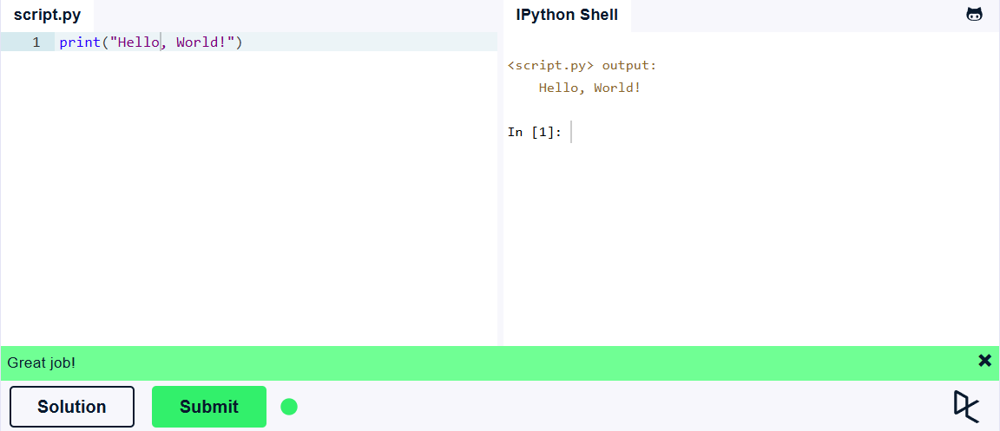 script.py
1 print("Hello, World!")
IPython Shell
<script.py> output:
    Hello, World!
In [1]:
Great job!
Solution
Submit